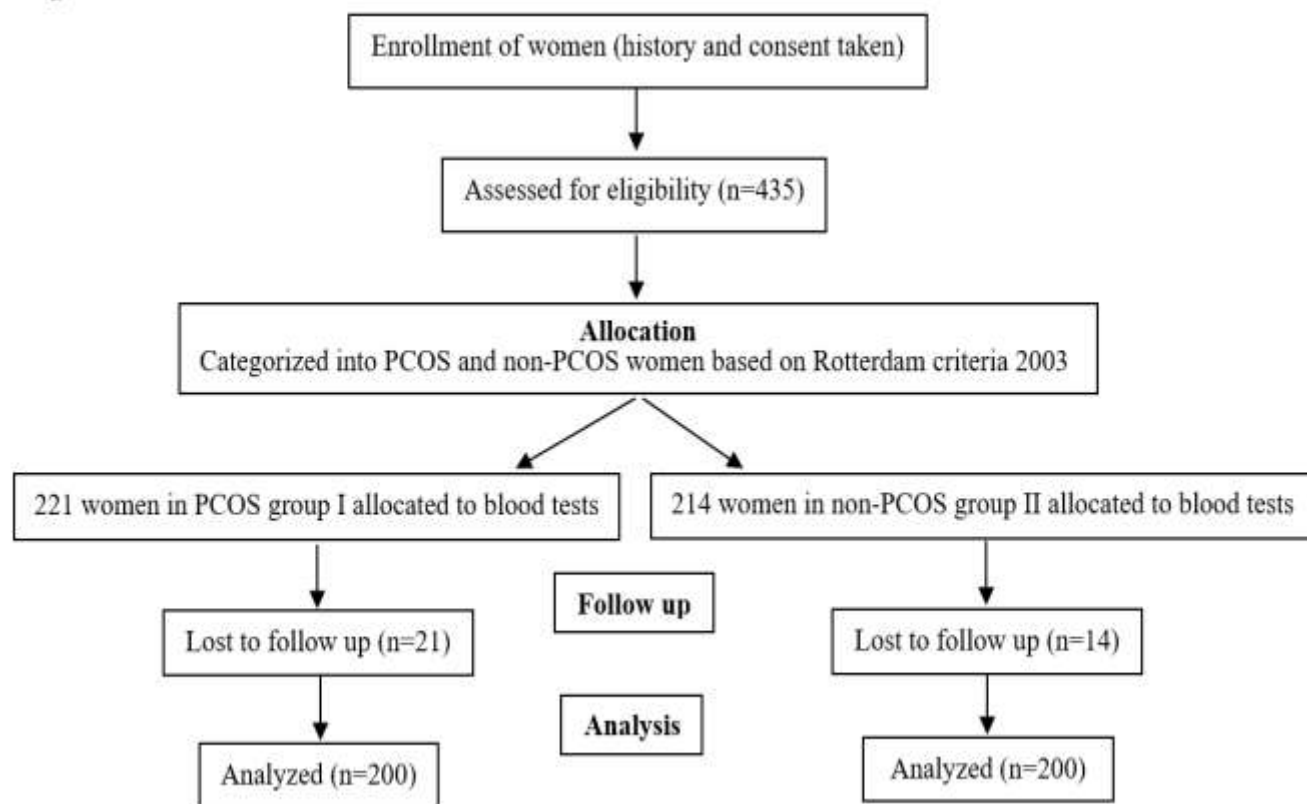 Enrollment of women (history and consent taken)
Assessed for eligibility (n=435)
Allocation
Categorized into PCOS and non-PCOS women based on Rotterdam criteria 2003
221 women in PCOS group I allocated to blood tests
214 women in non-PCOS group II allocated to blood tests
Follow up
Lost to follow up (n=21)
Lost to follow up (n=14)
Analysis
Analyzed (n=200)
Analyzed (n=200)